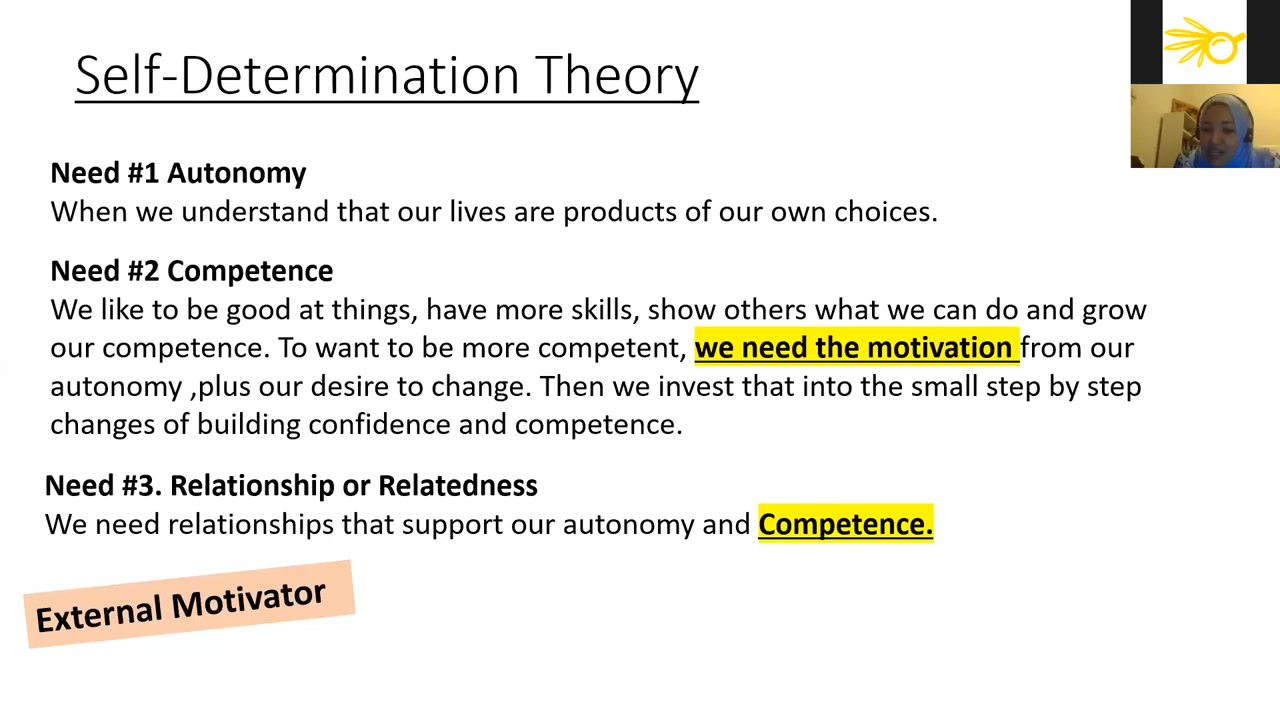 Self-Determination Theory
Need #1 Autonomy
When we understand that our lives are products of our own choices.
Need #2 Competence
We like to be good at things, have more skills, show others what we can do and grow
our competence. To want to be more competent, we need the motivation from our
autonomy ,plus our desire to change. Then we invest that into the small step by step
changes of building confidence and competence.
Need #3. Relationship or Relatedness
We need relationships that support our autonomy and Competence.
External Motivator